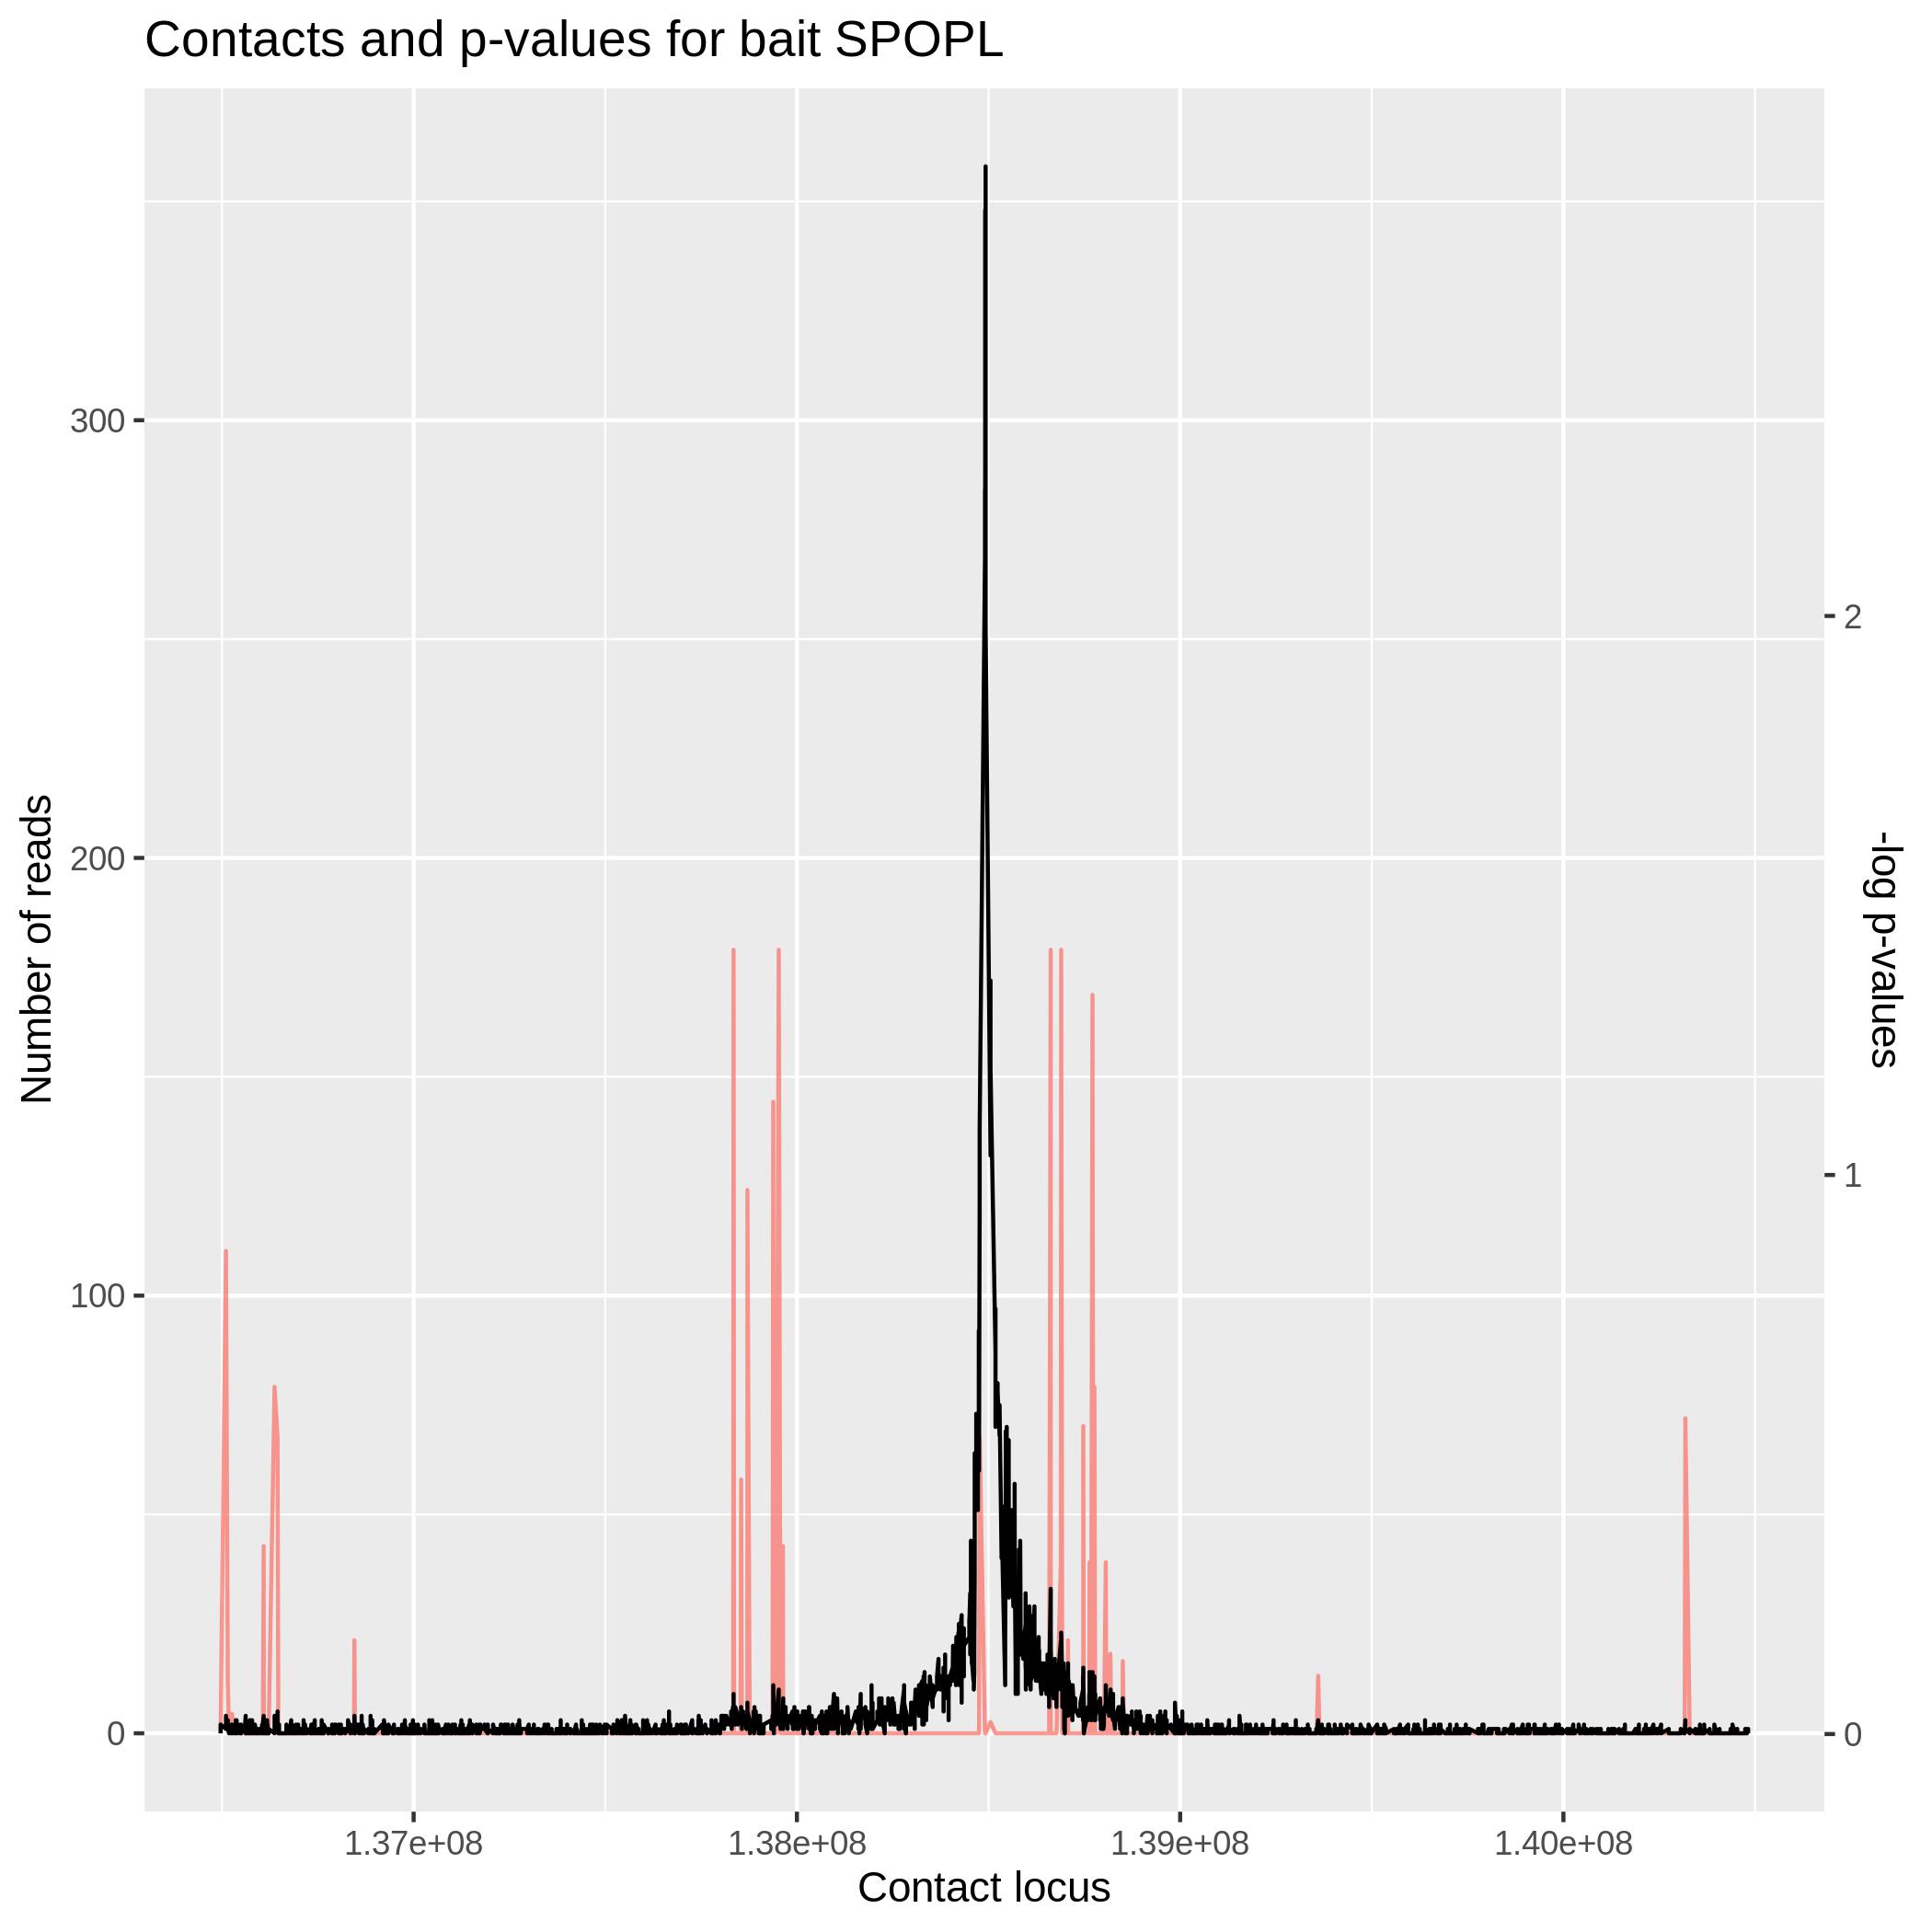 Contacts and p-values for bait SPOPL
Number of reads
300
200
100
0
2
1
0
-log p-values
1.37e+08
1.38e+08
1.39e+08
1.40e+08
Contact locus